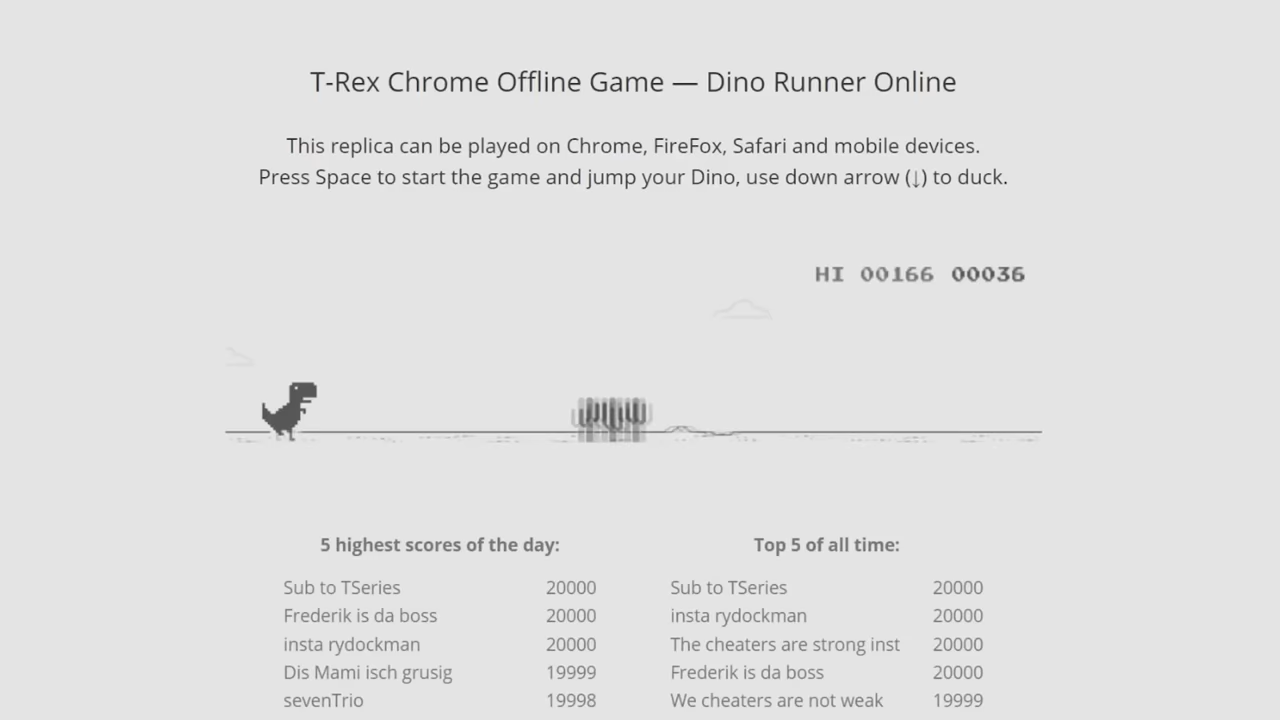 T-Rex Chrome Offline Game — Dino Runner Online
This replica can be played on Chrome, FireFox, Safari and mobile devices.
Press Space to start the game and jump your Dino, use down arrow (↓) to duck.
HI 00166 00036
5 highest scores of the day:
Sub to TSeries 20000
Frederik is da boss 20000
insta rydockman 20000
Dis Mami isch grusig 19999
sevenTrio 19998
Top 5 of all time:
Sub to TSeries 20000
insta rydockman 20000
The cheaters are strong inst 20000
Frederik is da boss 20000
We cheaters are not weak 19999